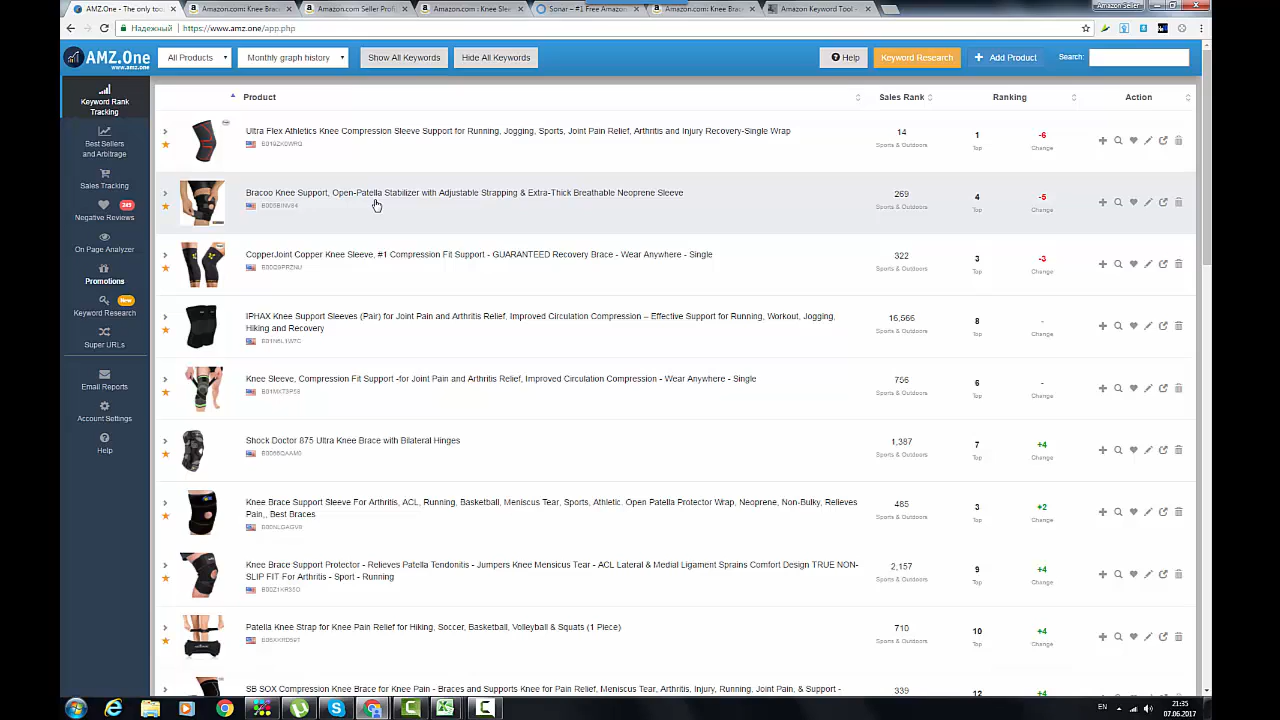 AMZ.One - The only tool
Amazon.com: Knee Brac
Amazon.com Seller Profi
Amazon.com : Knee Slee
Sonar – #1 Free Amazon
Amazon.com: Knee Brac
Amazon Keyword Tool -
Amazon Seller
Надежный
https://www.amz.one/app.php
AMZ.One
www.amz.one
All Products
Monthly graph history
Show All Keywords
Hide All Keywords
Help
Keyword Research
+ Add Product
Search:
Keyword Rank
Tracking
Best Sellers
and Arbitrage
Sales Tracking
Negative Reviews
On Page Analyzer
Promotions
New
Keyword Research
Super URLs
Email Reports
Account Settings
Help
Product
Sales Rank
Ranking
Action
Ultra Flex Athletics Knee Compression Sleeve Support for Running, Jogging, Sports, Joint Pain Relief, Arthritis and Injury Recovery-Single Wrap
14
Sports & Outdoors
1
Top
-6
Change
Bracoo Knee Support, Open-Patella Stabilizer with Adjustable Strapping & Extra-Thick Breathable Neoprene Sleeve
269
Sports & Outdoors
4
Top
-5
Change
CopperJoint Copper Knee Sleeve, #1 Compression Fit Support - GUARANTEED Recovery Brace - Wear Anywhere - Single
322
Sports & Outdoors
3
Top
-3
Change
IPHAX Knee Support Sleeves (Pair) for Joint Pain and Arthritis Relief, Improved Circulation Compression – Effective Support for Running, Workout, Jogging,
Hiking and Recovery
16,566
Sports & Outdoors
8
Top
-
Change
Knee Sleeve, Compression Fit Support -for Joint Pain and Arthritis Relief, Improved Circulation Compression - Wear Anywhere - Single
756
Sports & Outdoors
6
Top
-
Change
Shock Doctor 875 Ultra Knee Brace with Bilateral Hinges
1,387
Sports & Outdoors
7
Top
+4
Change
Knee Brace Support Sleeve For Arthritis, ACL, Running, Basketball, Meniscus Tear, Sports, Athletic. Open Patella Protector Wrap, Neoprene, Non-Bulky, Relieves
Pain,, Best Braces
485
Sports & Outdoors
3
Top
+2
Change
Knee Brace Support Protector - Relieves Patella Tendonitis - Jumpers Knee Mensicus Tear - ACL Lateral & Medial Ligament Sprains Comfort Design TRUE NON-
SLIP FIT For Arthritis - Sport - Running
2,157
Sports & Outdoors
9
Top
+4
Change
Patella Knee Strap for Knee Pain Relief for Hiking, Soccer, Basketball, Volleyball & Squats (1 Piece)
710
Sports & Outdoors
10
Top
+4
Change
SB SOX Compression Knee Brace for Knee Pain - Braces and Supports Knee for Pain Relief, Meniscus Tear, Arthritis, Injury, Running, Joint Pain, & Support -
339
12
+4
EN
21:35
07.06.2017